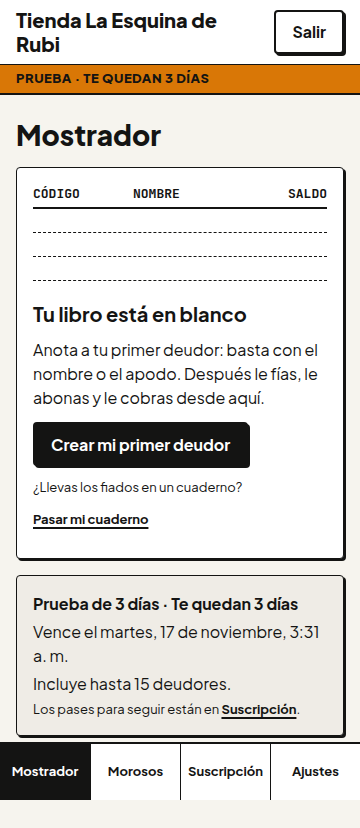 Tienda La Esquina de
Rubi
Salir
PRUEBA · TE QUEDAN 3 DÍAS
Mostrador
CÓDIGO NOMBRE SALDO
Tu libro está en blanco
Anota a tu primer deudor: basta con el
nombre o el apodo. Después le fías, le
abonas y le cobras desde aquí.
Crear mi primer deudor
¿Llevas los fiados en un cuaderno?
Pasar mi cuaderno
Prueba de 3 días · Te quedan 3 días
Vence el martes, 17 de noviembre, 3:31
a. m.
Incluye hasta 15 deudores.
Los pases para seguir están en Suscripción.
Mostrador Morosos Suscripción Ajustes